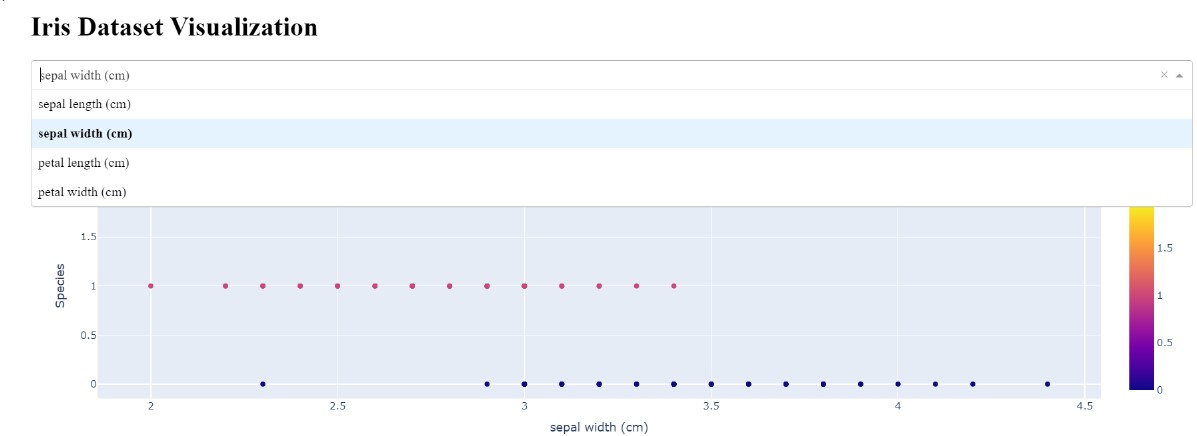 Iris Dataset Visualization
sepal width (cm)
sepal length (cm)
sepal width (cm)
petal length (cm)
petal width (cm)
1.5
1
0.5
0
Species
2
2.5
3
3.5
4
4.5
sepal width (cm)
1.5
1
0.5
0